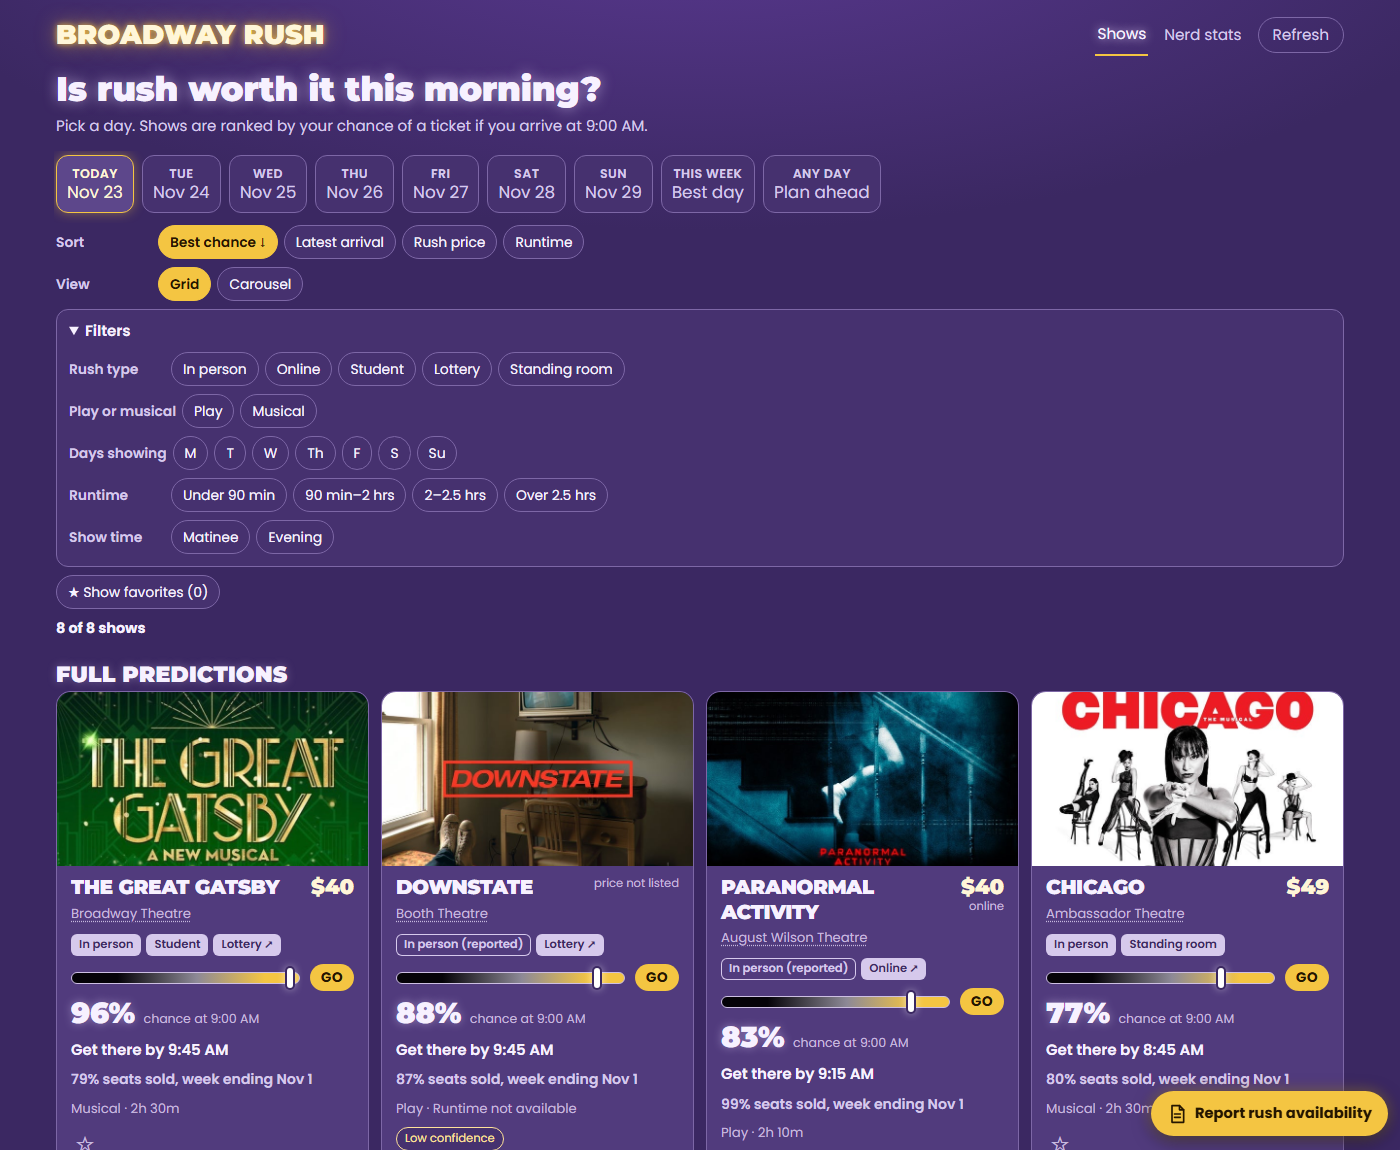 BROADWAY RUSH
Shows Nerd stats Refresh
Is rush worth it this morning?
Pick a day. Shows are ranked by your chance of a ticket if you arrive at 9:00 AM.
TODAY TUE WED THU FRI SAT SUN THIS WEEK ANY DAY
Nov 23 Nov 24 Nov 25 Nov 26 Nov 27 Nov 28 Nov 29 Best day Plan ahead
Sort Best chance ↓ Latest arrival Rush price Runtime
View Grid Carousel
▼ Filters
Rush type In person Online Student Lottery Standing room
Play or musical Play Musical
Days showing M T W Th F S Su
Runtime Under 90 min 90 min–2 hrs 2–2.5 hrs Over 2.5 hrs
Show time Matinee Evening
★ Show favorites (0)
8 of 8 shows
FULL PREDICTIONS
THE GREAT
GATSBY
A NEW MUSICAL
THE GREAT GATSBY $40
Broadway Theatre
In person Student Lottery ↗
GO
96% chance at 9:00 AM
Get there by 9:45 AM
79% seats sold, week ending Nov 1
Musical · 2h 30m
☆
DOWNSTATE
DOWNSTATE price not listed
Booth Theatre
In person (reported) Lottery ↗
GO
88% chance at 9:00 AM
Get there by 9:45 AM
87% seats sold, week ending Nov 1
Play · Runtime not available
Low confidence
PARANORMAL
ACTIVITY
PARANORMAL $40
ACTIVITY online
August Wilson Theatre
In person (reported) Online ↗
GO
83% chance at 9:00 AM
Get there by 9:15 AM
99% seats sold, week ending Nov 1
Play · 2h 10m
CHICAGO
THE MUSICAL
CHICAGO $49
Ambassador Theatre
In person Standing room
GO
77% chance at 9:00 AM
Get there by 8:45 AM
80% seats sold, week ending Nov 1
Musical · 2h 30m
☆
Report rush availability